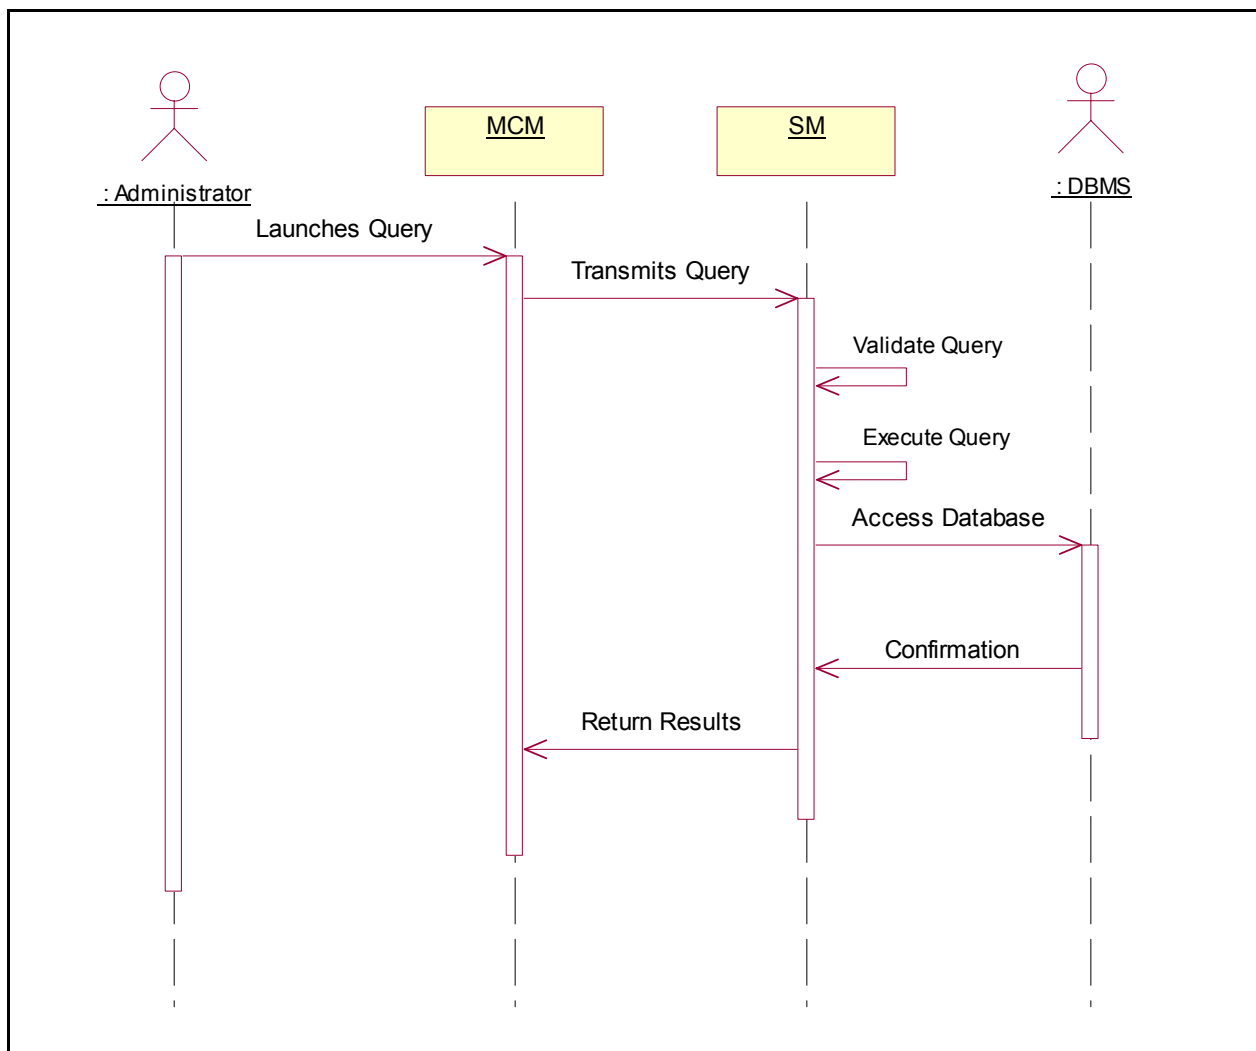 MCM
SM
: Administrator
: DBMS
Launches Query
Transmits Query
Validate Query
Execute Query
Access Database
Confirmation
Return Results